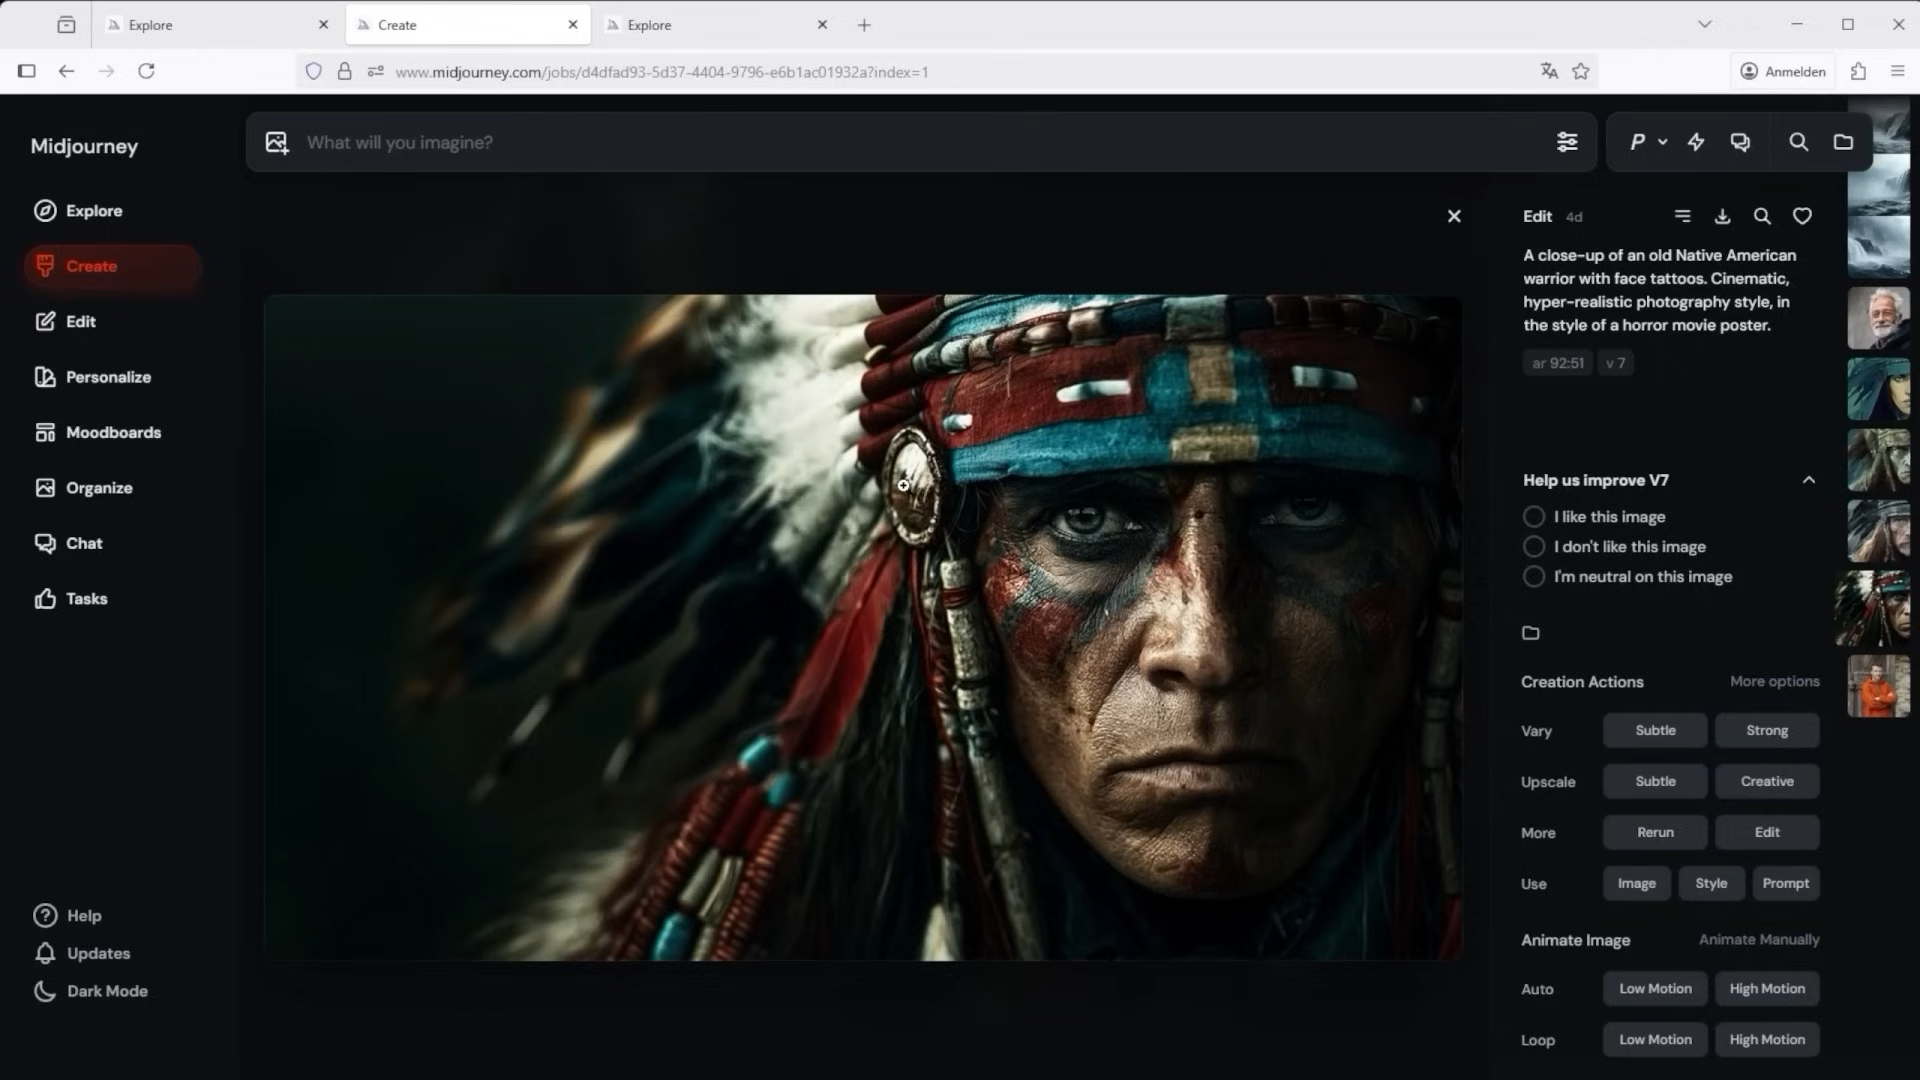 Explore
Create
Explore
www.midjourney.com/jobs/d4dfad93-5d37-4404-9796-e6b1ac01932a?index=1
Anmelden
Midjourney
What will you imagine?
P
Explore
Create
Edit
Personalize
Moodboards
Organize
Chat
Tasks
Help
Updates
Dark Mode
Edit 4d
A close-up of an old Native American
warrior with face tattoos. Cinematic,
hyper-realistic photography style, in
the style of a horror movie poster.
ar 92:51 v 7
Help us improve V7
I like this image
I don't like this image
I'm neutral on this image
Creation Actions More options
Vary Subtle Strong
Upscale Subtle Creative
More Rerun Edit
Use Image Style Prompt
Animate Image Animate Manually
Auto Low Motion High Motion
Loop Low Motion High Motion